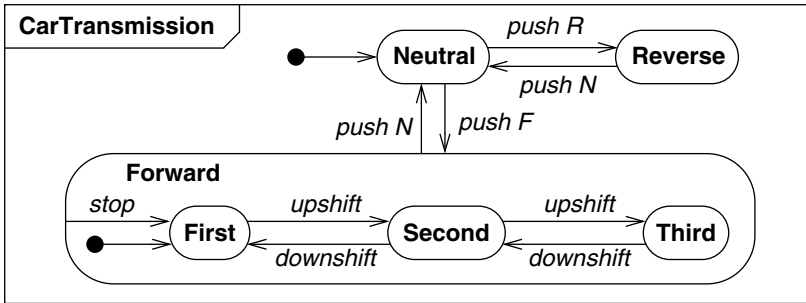 CarTransmission
push R
Neutral
Reverse
push N
push N
push F
Forward
stop
upshift
upshift
First
Second
Third
downshift
downshift